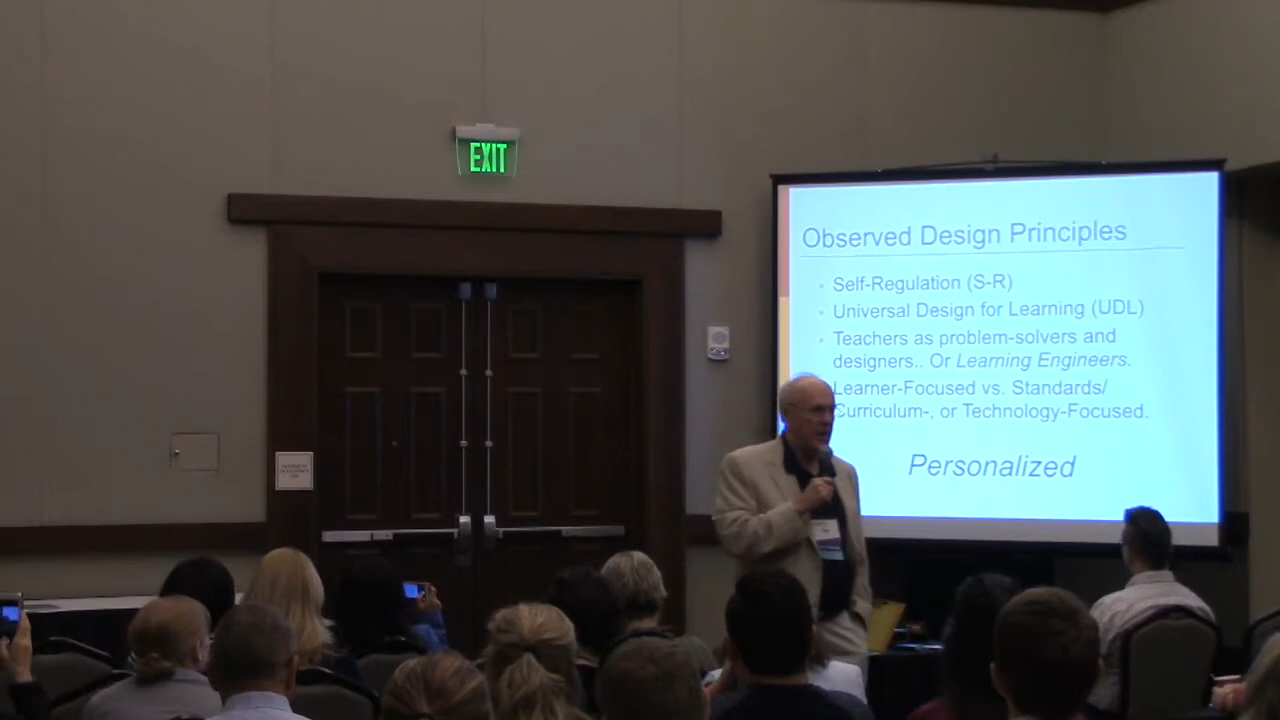 EXIT
Observed Design Principles
Self-Regulation (S-R)
Universal Design for Learning (UDL)
Teachers as problem-solvers and
designers.. Or Learning Engineers.
Learner-Focused vs. Standards/
Curriculum-, or Technology-Focused.
Personalized